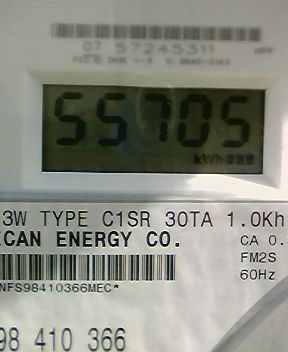 07 57245311
55705
kWh
3W TYPE C1SR 30TA 1.0Kh
ICAN ENERGY CO.
CA 0.
FM2S
60Hz
NFS98410366MEC*
98 410 366